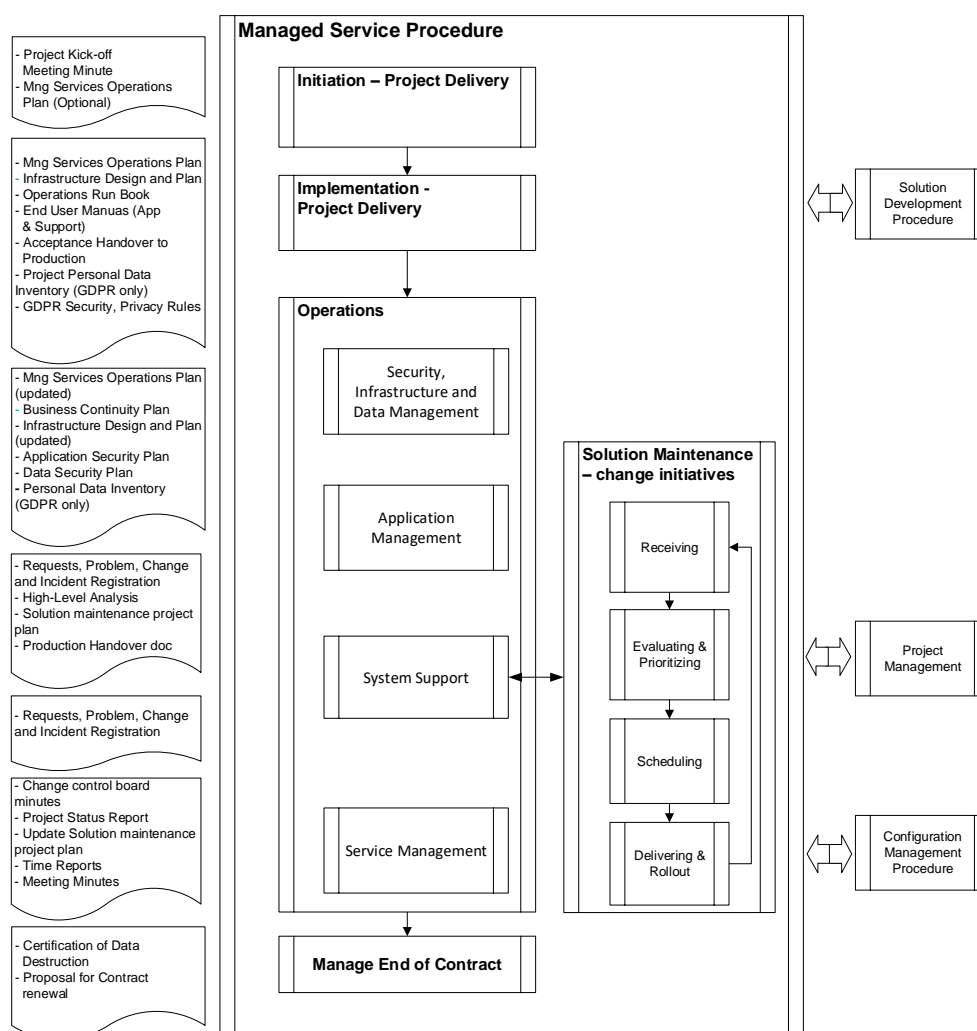 Managed Service Procedure
- Project Kick-off
Meeting Minute
- Mng Services Operations
Plan (Optional)
- Mng Services Operations Plan
- Infrastructure Design and Plan
- Operations Run Book
- End User Manuas (App
& Support)
- Acceptance Handover to
Production
- Project Personal Data
Inventory (GDPR only)
- GDPR Security, Privacy Rules
- Mng Services Operations Plan
(updated)
- Business Continuity Plan
- Infrastructure Design and Plan
(updated)
- Application Security Plan
- Data Security Plan
- Personal Data Inventory
(GDPR only)
- Requests, Problem, Change
and Incident Registration
- High-Level Analysis
- Solution maintenance project
plan
- Production Handover doc
- Requests, Problem, Change
and Incident Registration
- Change control board
minutes
- Project Status Report
- Update Solution maintenance
project plan
- Time Reports
- Meeting Minutes
- Certification of Data
Destruction
- Proposal for Contract
renewal
Initiation – Project Delivery
Implementation -
Project Delivery
Operations
Security,
Infrastructure and
Data Management
Application
Management
System Support
Service Management
Manage End of Contract
Solution Maintenance
– change initiatives
Receiving
Evaluating &
Prioritizing
Scheduling
Delivering &
Rollout
Solution
Development
Procedure
Project
Management
Configuration
Management
Procedure